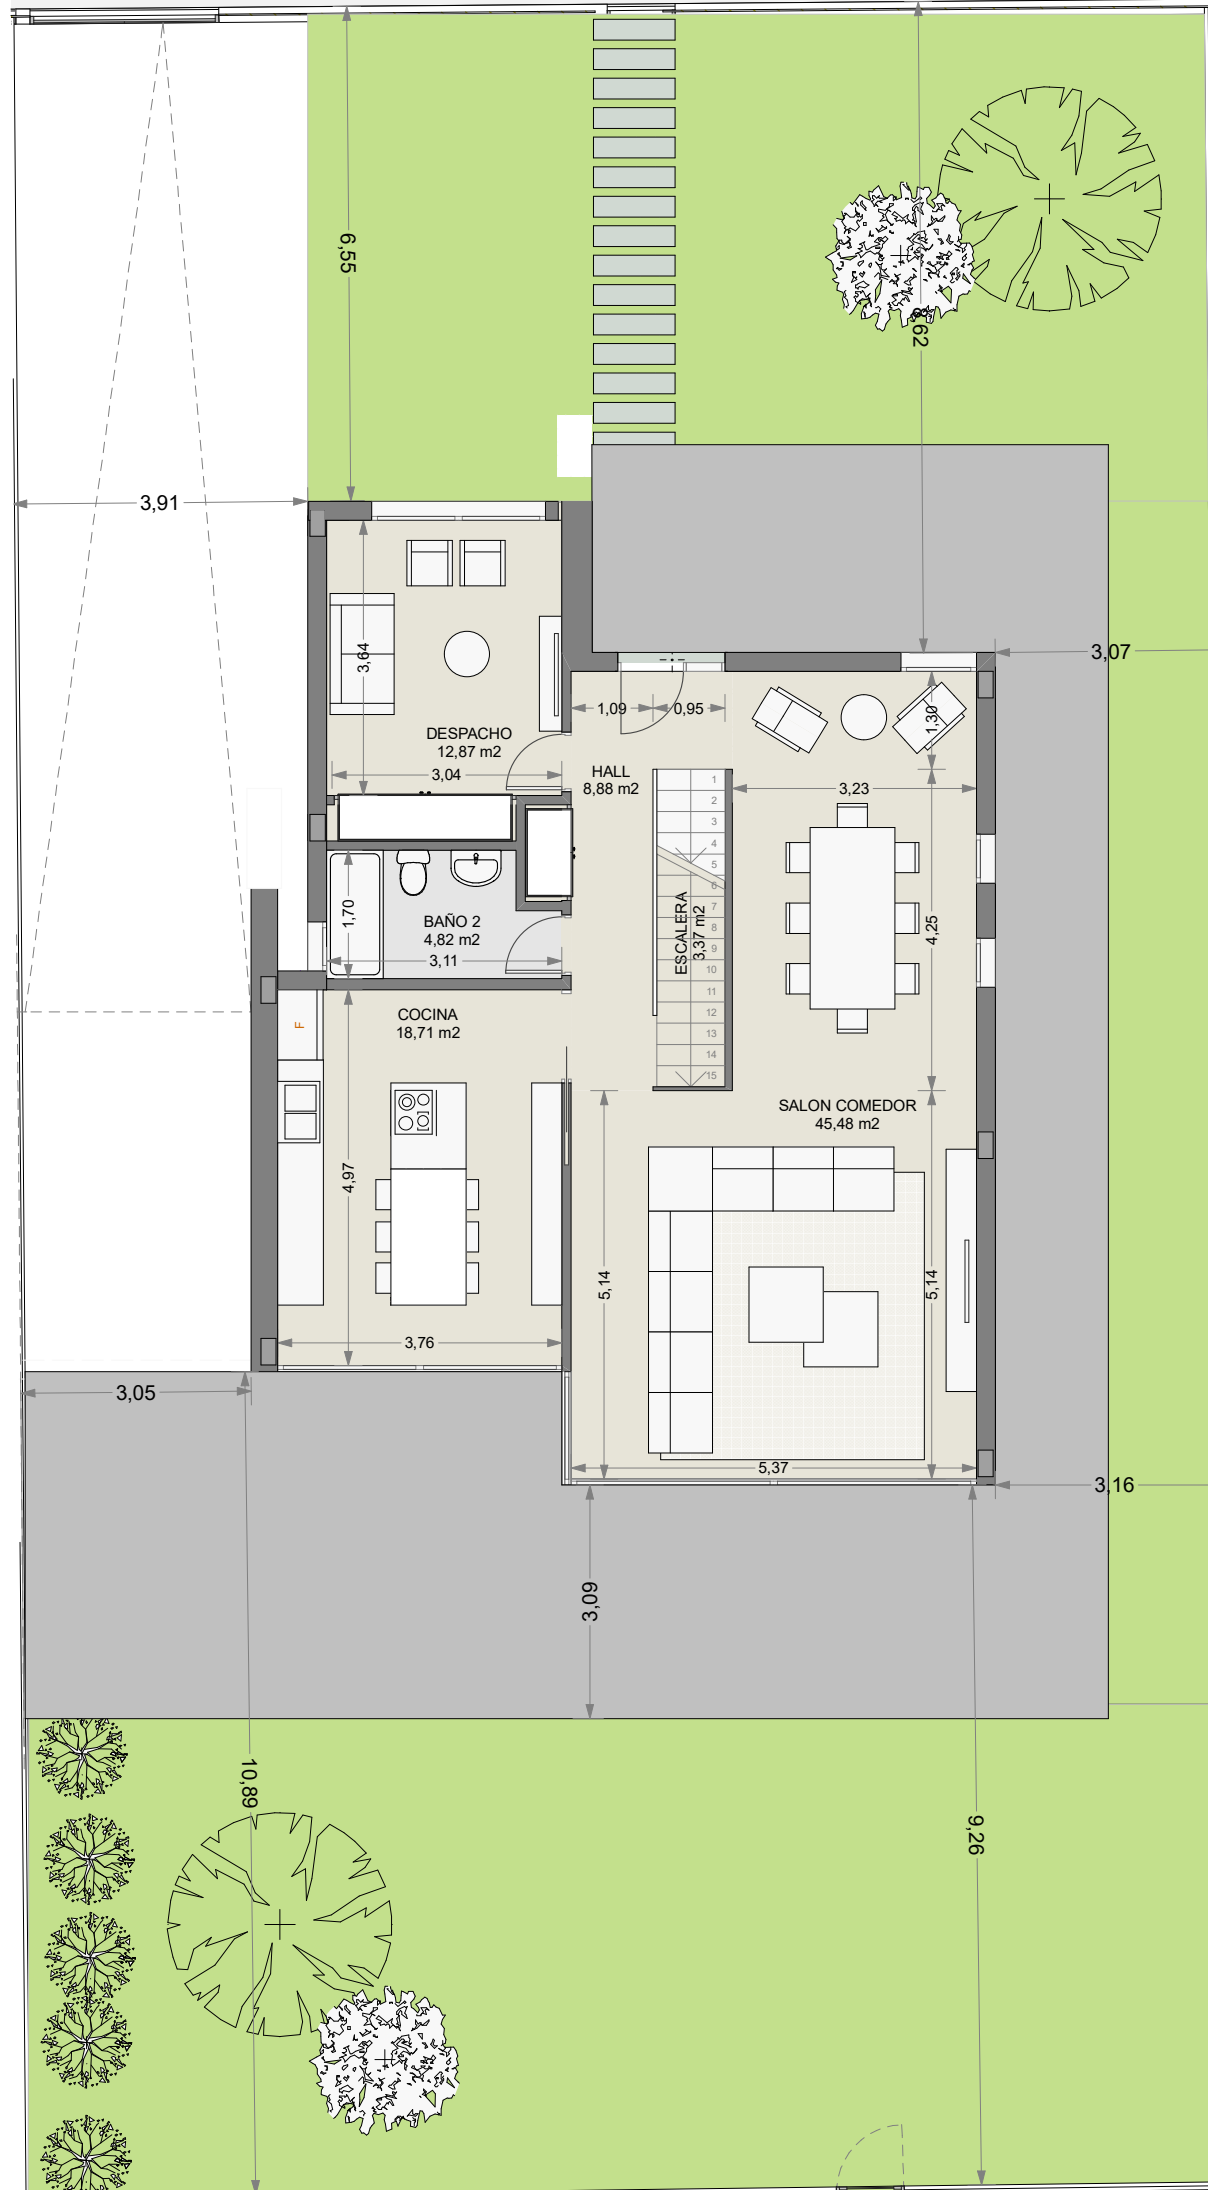 6,55
8,62
3,91
3,07
3,64
1,09
0,95
1,30
DESPACHO
12,87 m2
3,04
HALL
8,88 m2
3,23
1
2
3
4
5
6
7
8
9
10
11
12
13
14
15
ESCALERA
3,37 m2
4,25
1,70
BAÑO 2
4,82 m2
3,11
COCINA
18,71 m2
F
SALON COMEDOR
45,48 m2
4,97
5,14
5,14
3,76
3,05
5,37
3,16
3,09
10,89
9,26